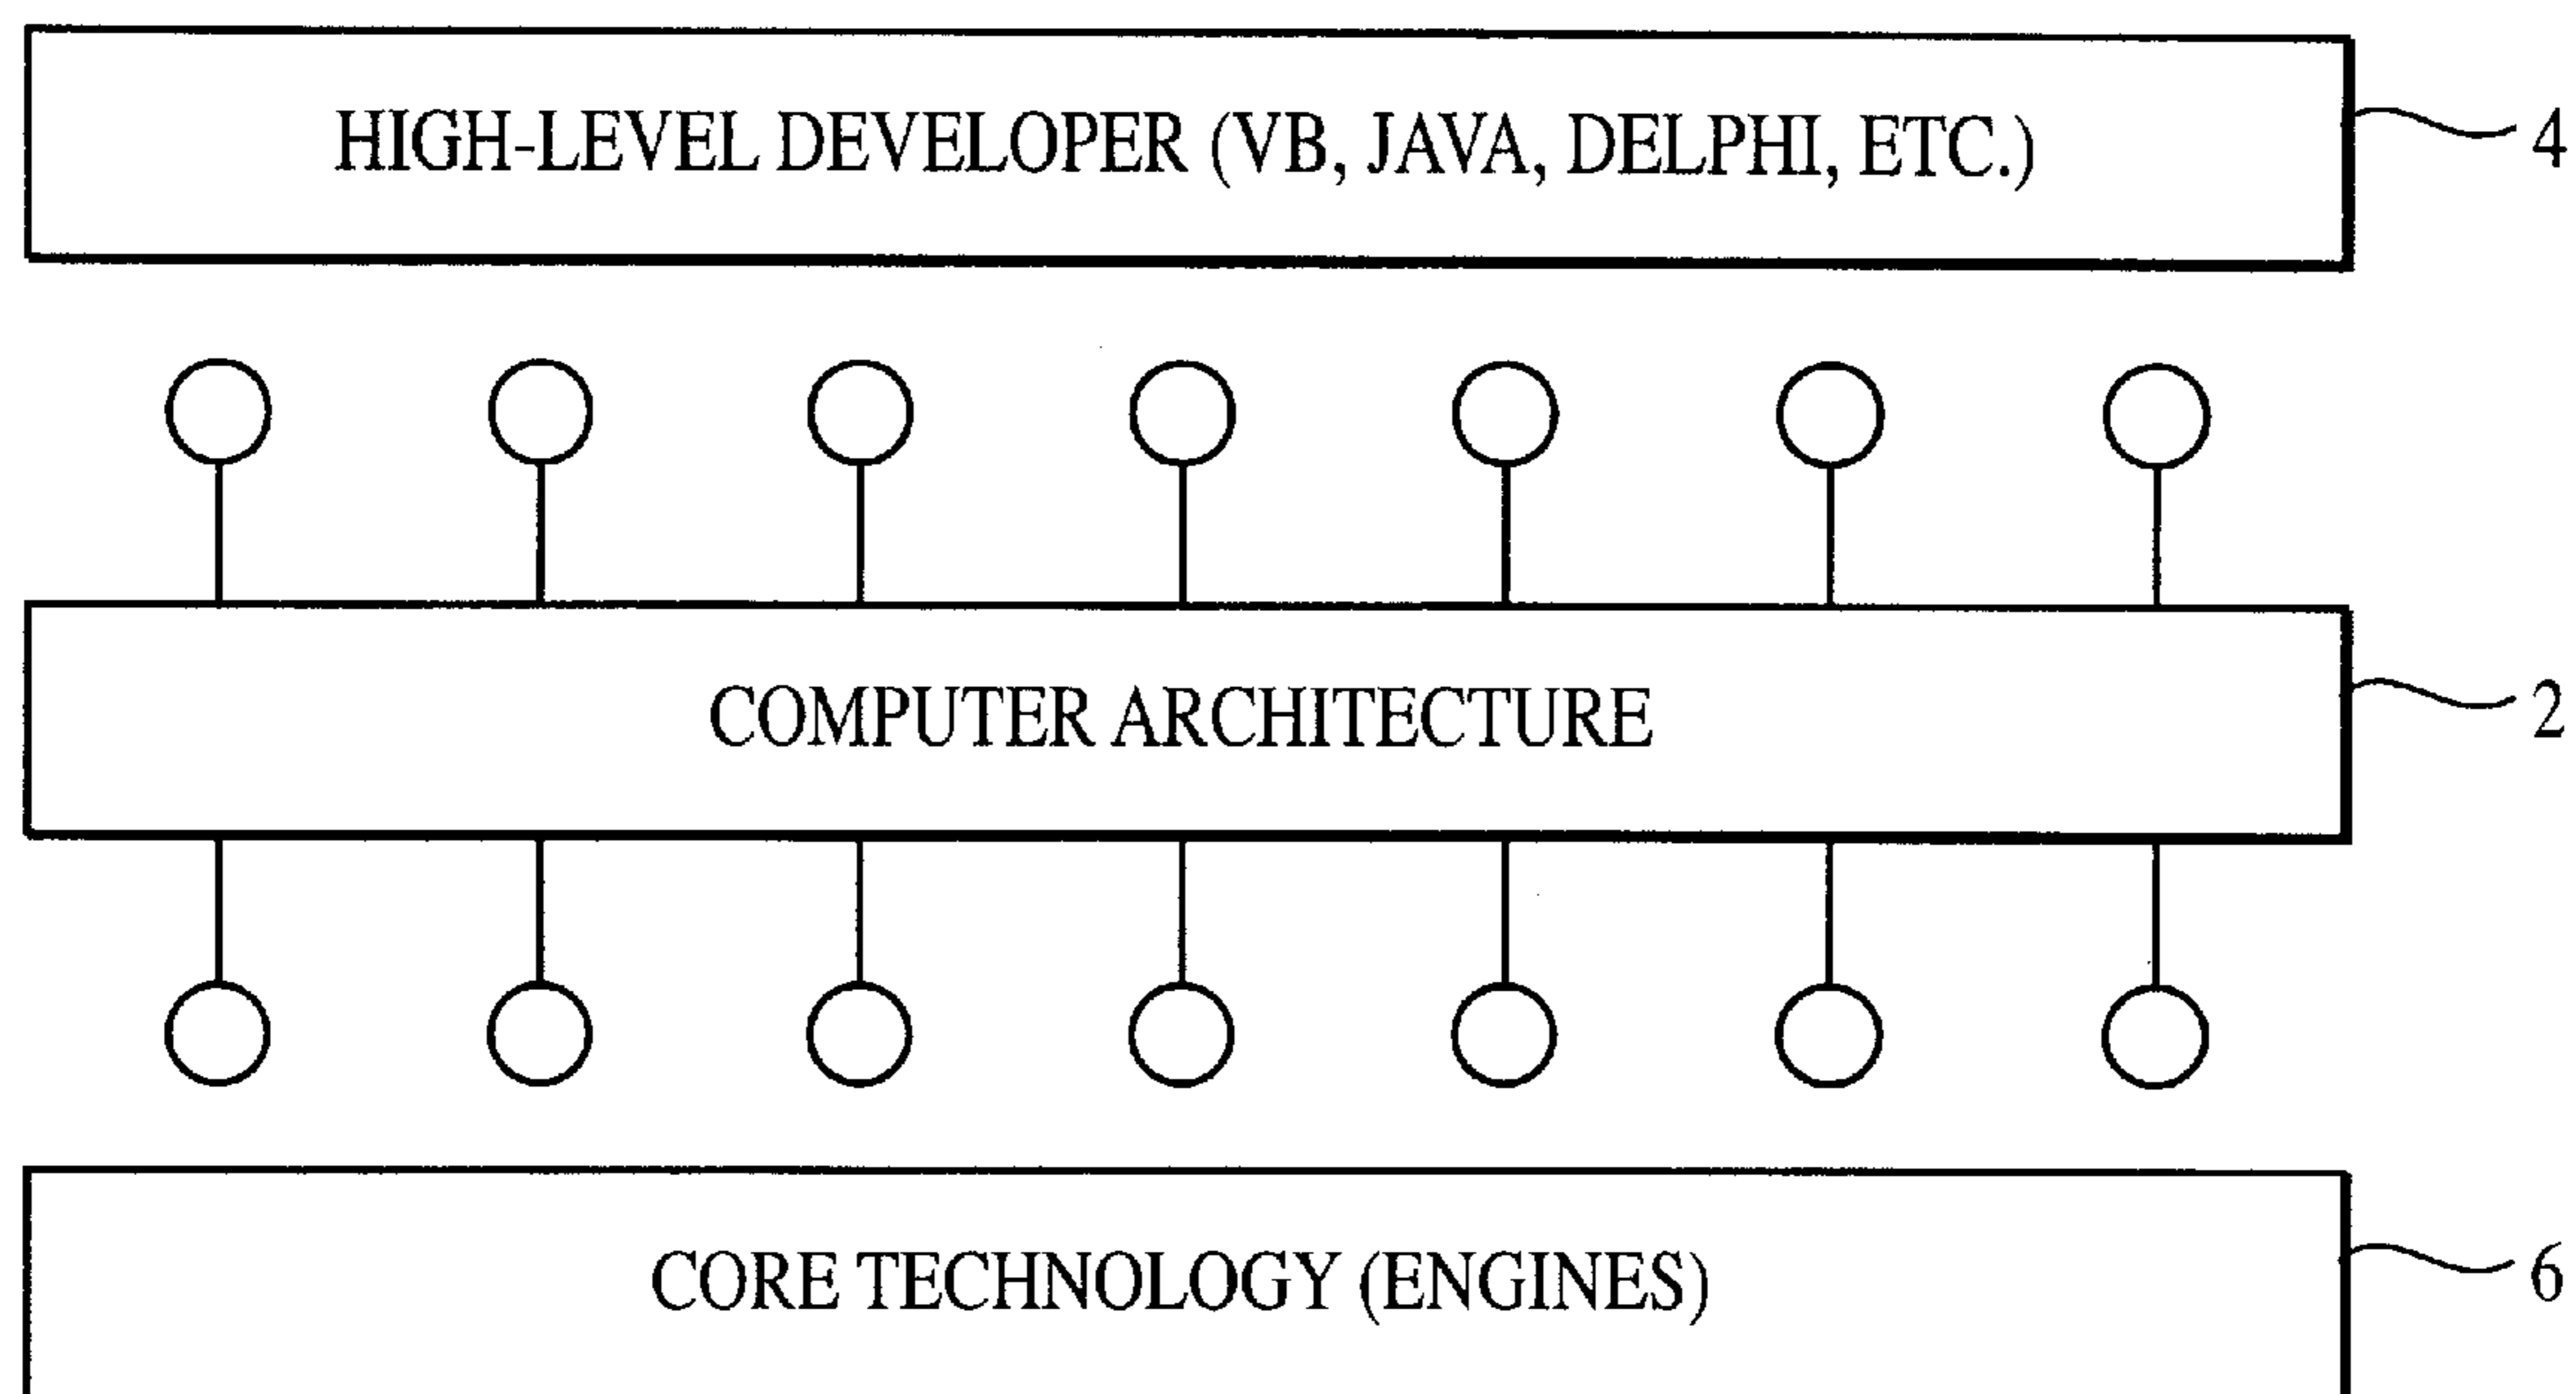 HIGH-LEVEL DEVELOPER (VB, JAVA, DELPHI, ETC.)
4
COMPUTER ARCHITECTURE
2
CORE TECHNOLOGY (ENGINES)
6